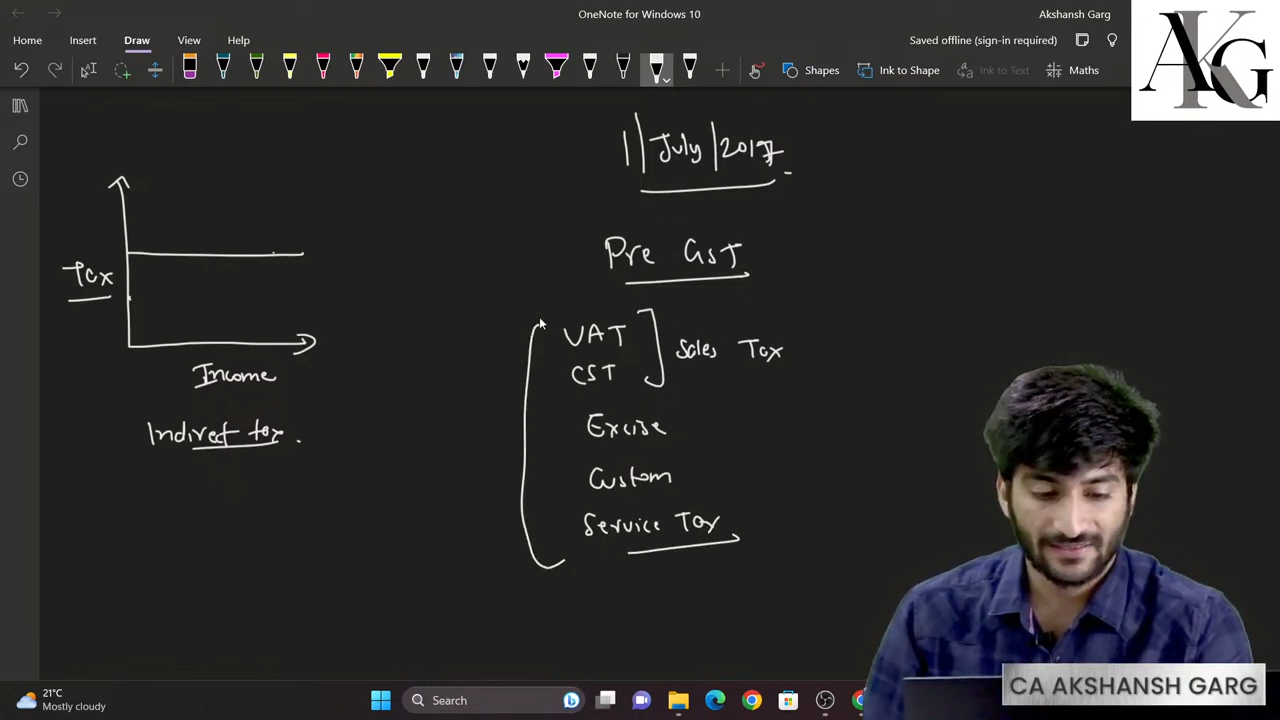 OneNote for Windows 10
Akshansh Garg
Home Insert Draw View Help
Saved offline (sign-in required)
Shapes Ink to Shape Ink to Text Maths
AKG
1 | July | 2017
Pre GST
Tax
VAT
CST
Sales Tax
Income
Indirect tax.
Excise
Custom
Service Tax
CA AKSHANSH GARG
21°C
Mostly cloudy
Search